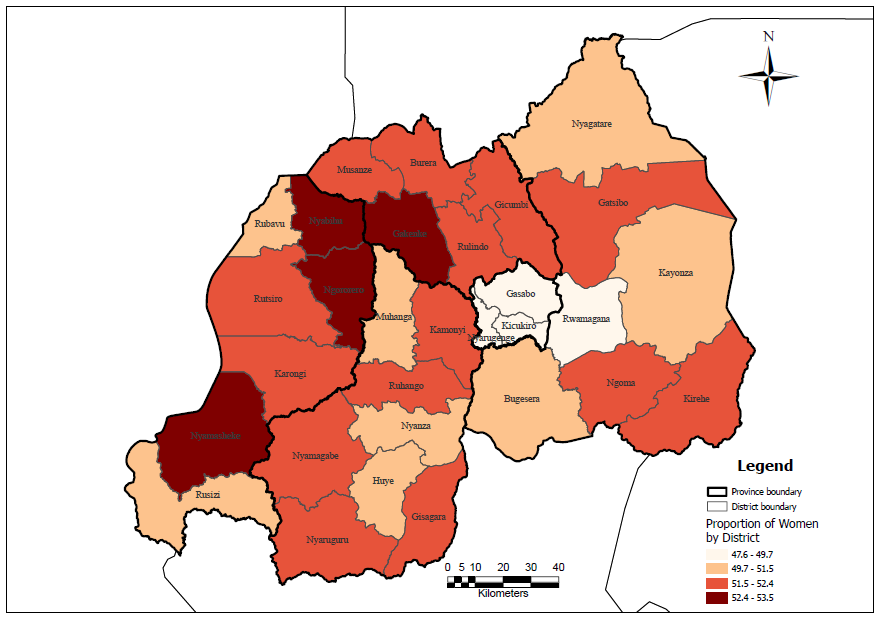 N
Nyagatare
Burera
Musanze
Gatsibo
Gicumbi
Nyabihu
Rubavu
Gakenke
Rulindo
Kayonza
Ngororero
Gasabo
Rutsiro
Muhanga
Rwamagana
Kicukiro
Kamonyi
Nyarugenge
Karongi
Ruhango
Ngoma
Bugesera
Kirehe
Nyanza
Nyamasheke
Nyamagabe
Huye
Rusizi
Gisagara
Nyaruguru
Legend
Province boundary
District boundary
Proportion of Women
by District
47.6 - 49.7
49.7 - 51.5
51.5 - 52.4
52.4 - 53.5
0 5 10 20 30 40
Kilometers